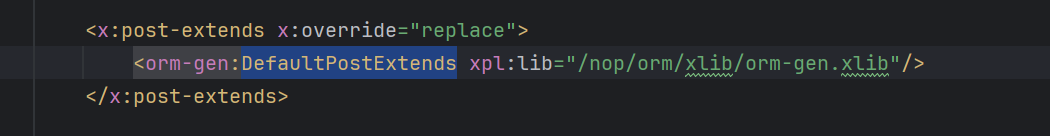 <x:post-extends x:override="replace">
<orm-gen:DefaultPostExtends xpl:lib="/nop/orm/xlib/orm-gen.xlib"/>
</x:post-extends>